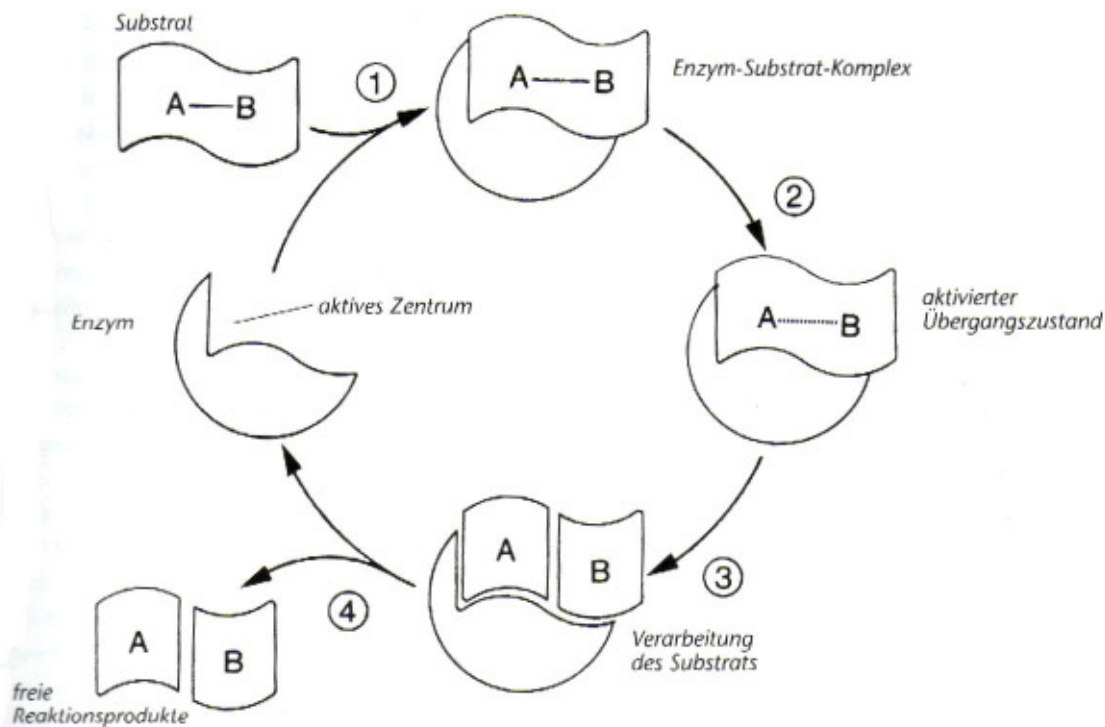 Substrat
A—B
1
A—B
Enzym-Substrat-Komplex
2
A┈B
aktivierter
Übergangszustand
Enzym
aktives Zentrum
A
B
3
Verarbeitung
des Substrats
4
A
B
freie
Reaktionsprodukte